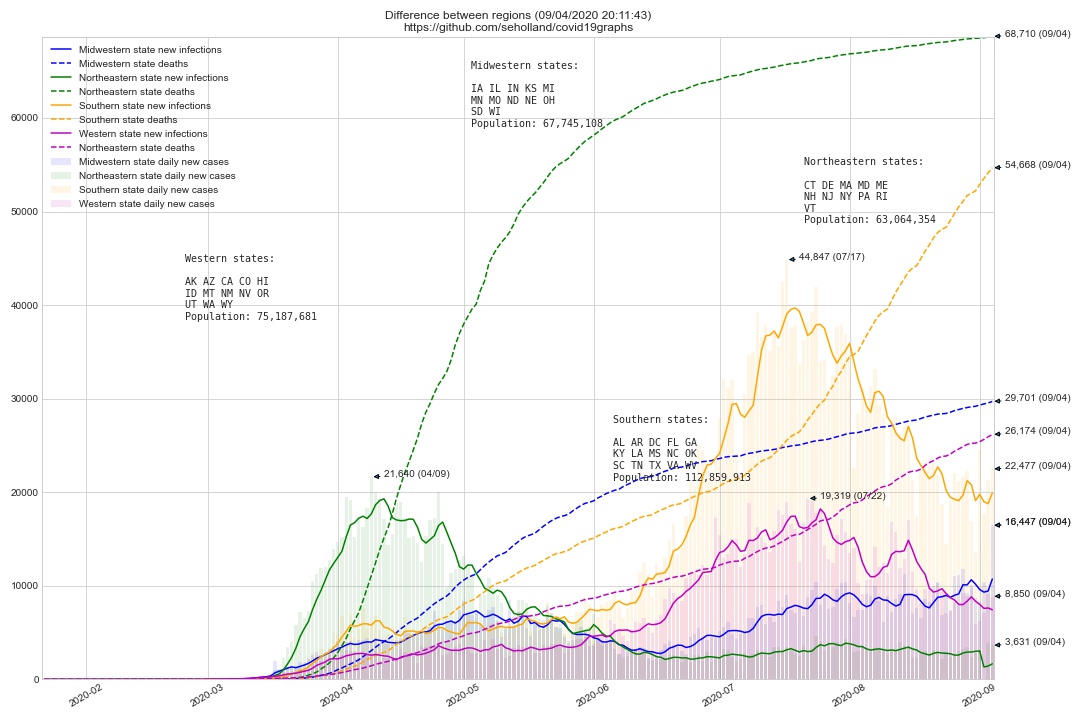 Difference between regions (09/04/2020 20:11:43)
https://github.com/seholland/covid19graphs
Midwestern state new infections
Midwestern state deaths
Northeastern state new infections
Northeastern state deaths
Southern state new infections
Southern state deaths
Western state new infections
Northeastern state deaths
Midwestern state daily new cases
Northeastern state daily new cases
Southern state daily new cases
Western state daily new cases
Midwestern states:
IA IL IN KS MI
MN MO ND NE OH
SD WI
Population: 67,745,108
Northeastern states:
CT DE MA MD ME
NH NJ NY PA RI
VT
Population: 63,064,354
Western states:
AK AZ CA CO HI
ID MT NM NV OR
UT WA WY
Population: 75,187,681
Southern states:
AL AR DC FL GA
KY LA MS NC OK
SC TN TX VA WV
Population: 112,859,913
68,710 (09/04)
54,668 (09/04)
44,847 (07/17)
29,701 (09/04)
26,174 (09/04)
22,477 (09/04)
21,640 (04/09)
19,319 (07/22)
16,447 (09/04)
8,850 (09/04)
3,631 (09/04)
60000
50000
40000
30000
20000
10000
0
2020-02
2020-03
2020-04
2020-05
2020-06
2020-07
2020-08
2020-09